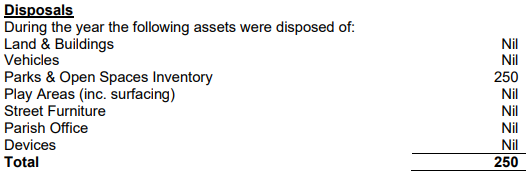 Disposals
During the year the following assets were disposed of:
Land & Buildings Nil
Vehicles Nil
Parks & Open Spaces Inventory 250
Play Areas (inc. surfacing) Nil
Street Furniture Nil
Parish Office Nil
Devices Nil
Total 250